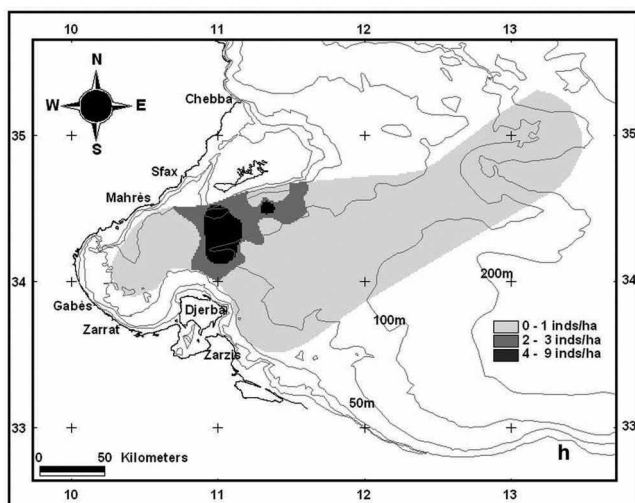 10 11 12 13
N
W E
S
Chebba
35 35
Sfax
Mahrès
34 34
Gabès
Zarrat
Djerba
Zarzis
200m
100m
50m
0 - 1 inds/ha
2 - 3 inds/ha
4 - 9 inds/ha
33 33
h
0 50 Kilometers
10 11 12 13